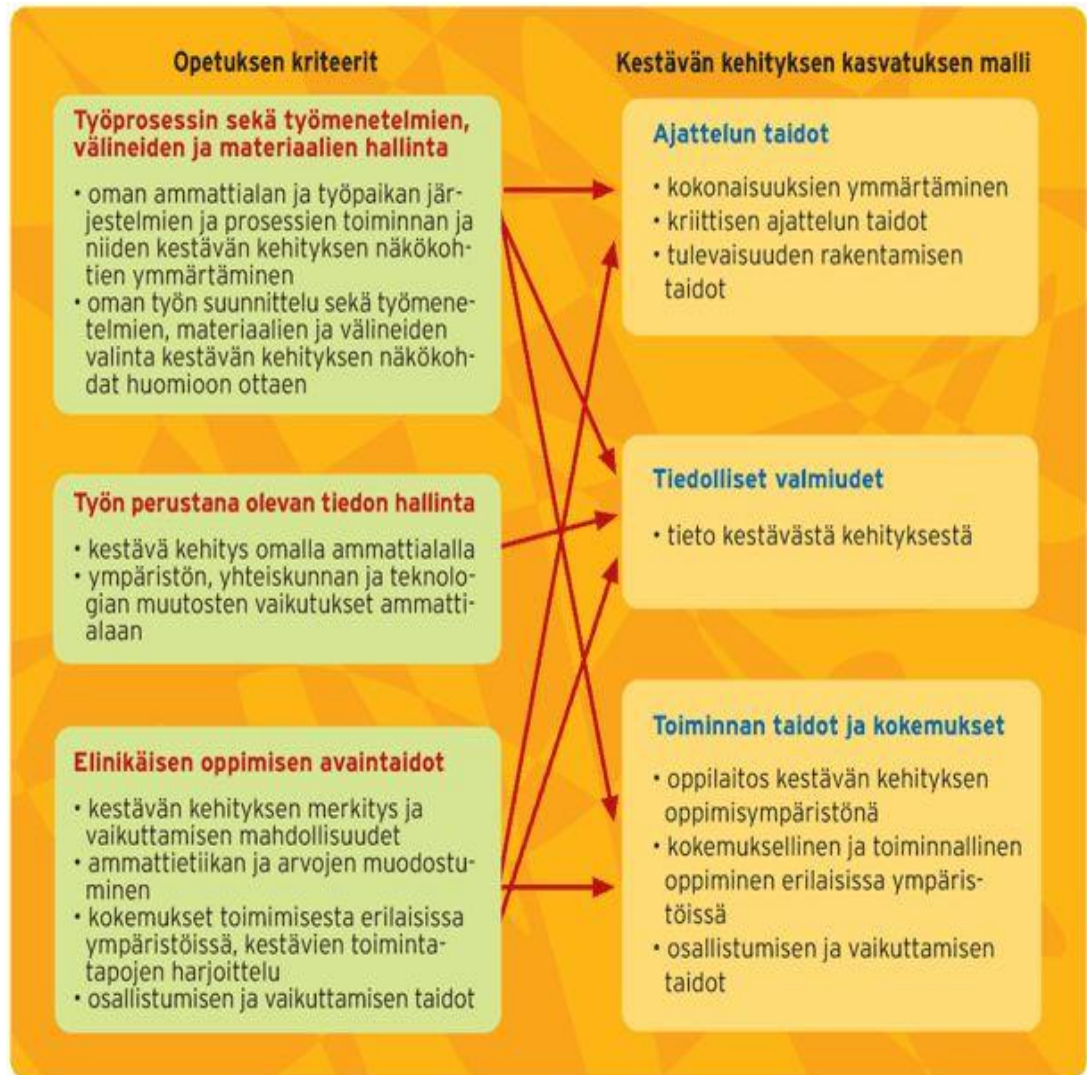 Opetuksen kriteerit
Työprosessin sekä työmenetelmien,
välineiden ja materiaalien hallinta
• oman ammattialan ja työpaikan jär-
jestelmien ja prosessien toiminnan ja
niiden kestävän kehityksen näkökoh-
tien ymmärtäminen
• oman työn suunnittelu sekä työmene-
telmien, materiaalien ja välineiden
valinta kestävän kehityksen näkökoh-
dat huomioon ottaen
Työn perustana olevan tiedon hallinta
• kestävä kehitys omalla ammattialalla
• ympäristön, yhteiskunnan ja teknolo-
gian muutosten vaikutukset ammatti-
alaan
Elinikäisen oppimisen avaintaidot
• kestävän kehityksen merkitys ja
vaikuttamisen mahdollisuudet
• ammattietiikan ja arvojen muodostu-
minen
• kokemukset toimimisesta erilaisissa
ympäristöissä, kestävien toiminta-
tapojen harjoittelu
• osallistumisen ja vaikuttamisen taidot
Kestävän kehityksen kasvatuksen malli
Ajattelun taidot
• kokonaisuuksien ymmärtäminen
• kriittisen ajattelun taidot
• tulevaisuuden rakentamisen
taidot
Tiedolliset valmiudet
• tieto kestävästä kehityksestä
Toiminnan taidot ja kokemukset
• oppilaitos kestävän kehityksen
oppimisympäristönä
• kokemuksellinen ja toiminnallinen
oppiminen erilaisissa ympäris-
töissä
• osallistumisen ja vaikuttamisen
taidot